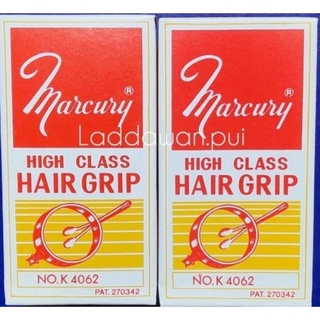 Marcury®
HIGH CLASS
HAIR GRIP
NO. K 4062
PAT. 270342
Marcury®
HIGH CLASS
HAIR GRIP
NO. K 4062
PAT. 270342
Laddawan.pui